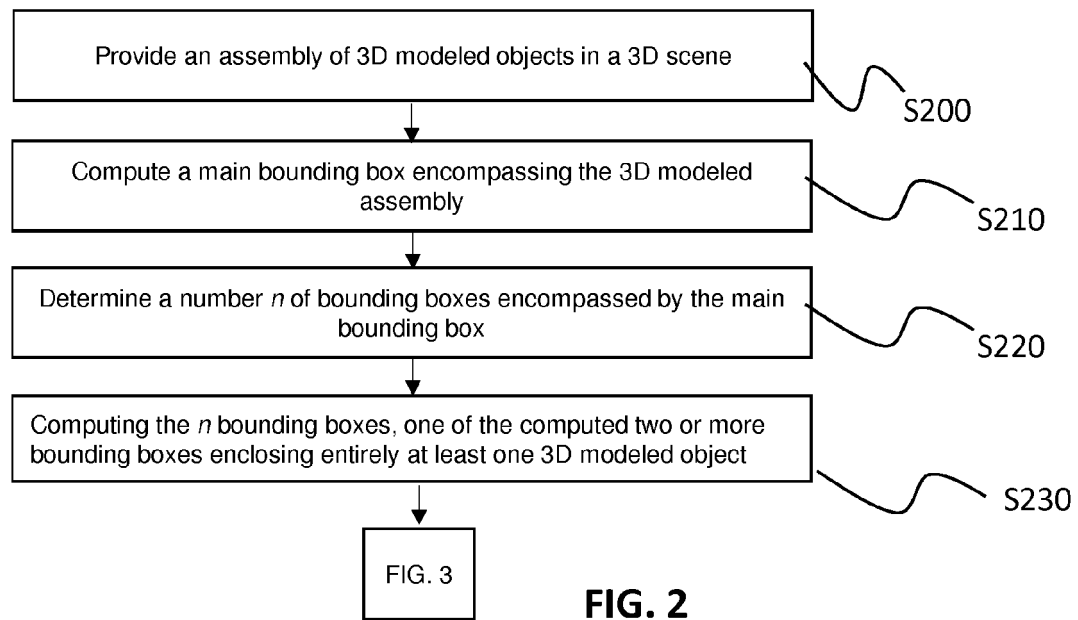 Provide an assembly of 3D modeled objects in a 3D scene
S200
Compute a main bounding box encompassing the 3D modeled
assembly
S210
Determine a number n of bounding boxes encompassed by the main
bounding box
S220
Computing the n bounding boxes, one of the computed two or more
bounding boxes enclosing entirely at least one 3D modeled object
S230
FIG. 3
FIG. 2